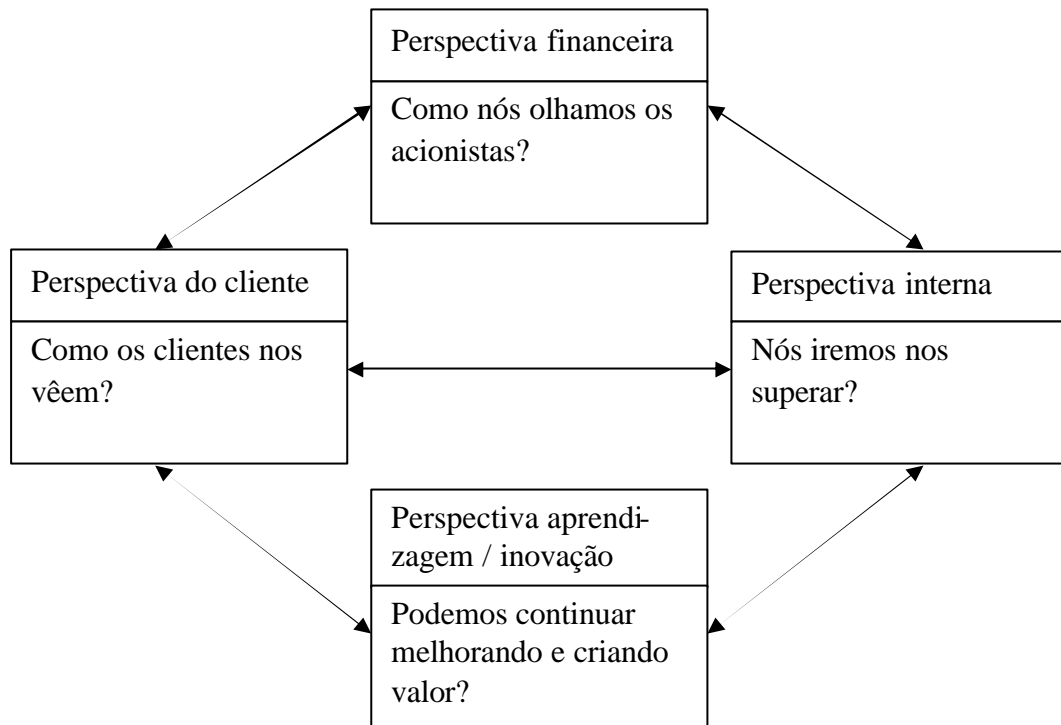 Perspectiva financeira
Como nós olhamos os
acionistas?
Perspectiva do cliente
Como os clientes nos
vêem?
Perspectiva interna
Nós iremos nos
superar?
Perspectiva aprendi-
zagem / inovação
Podemos continuar
melhorando e criando
valor?